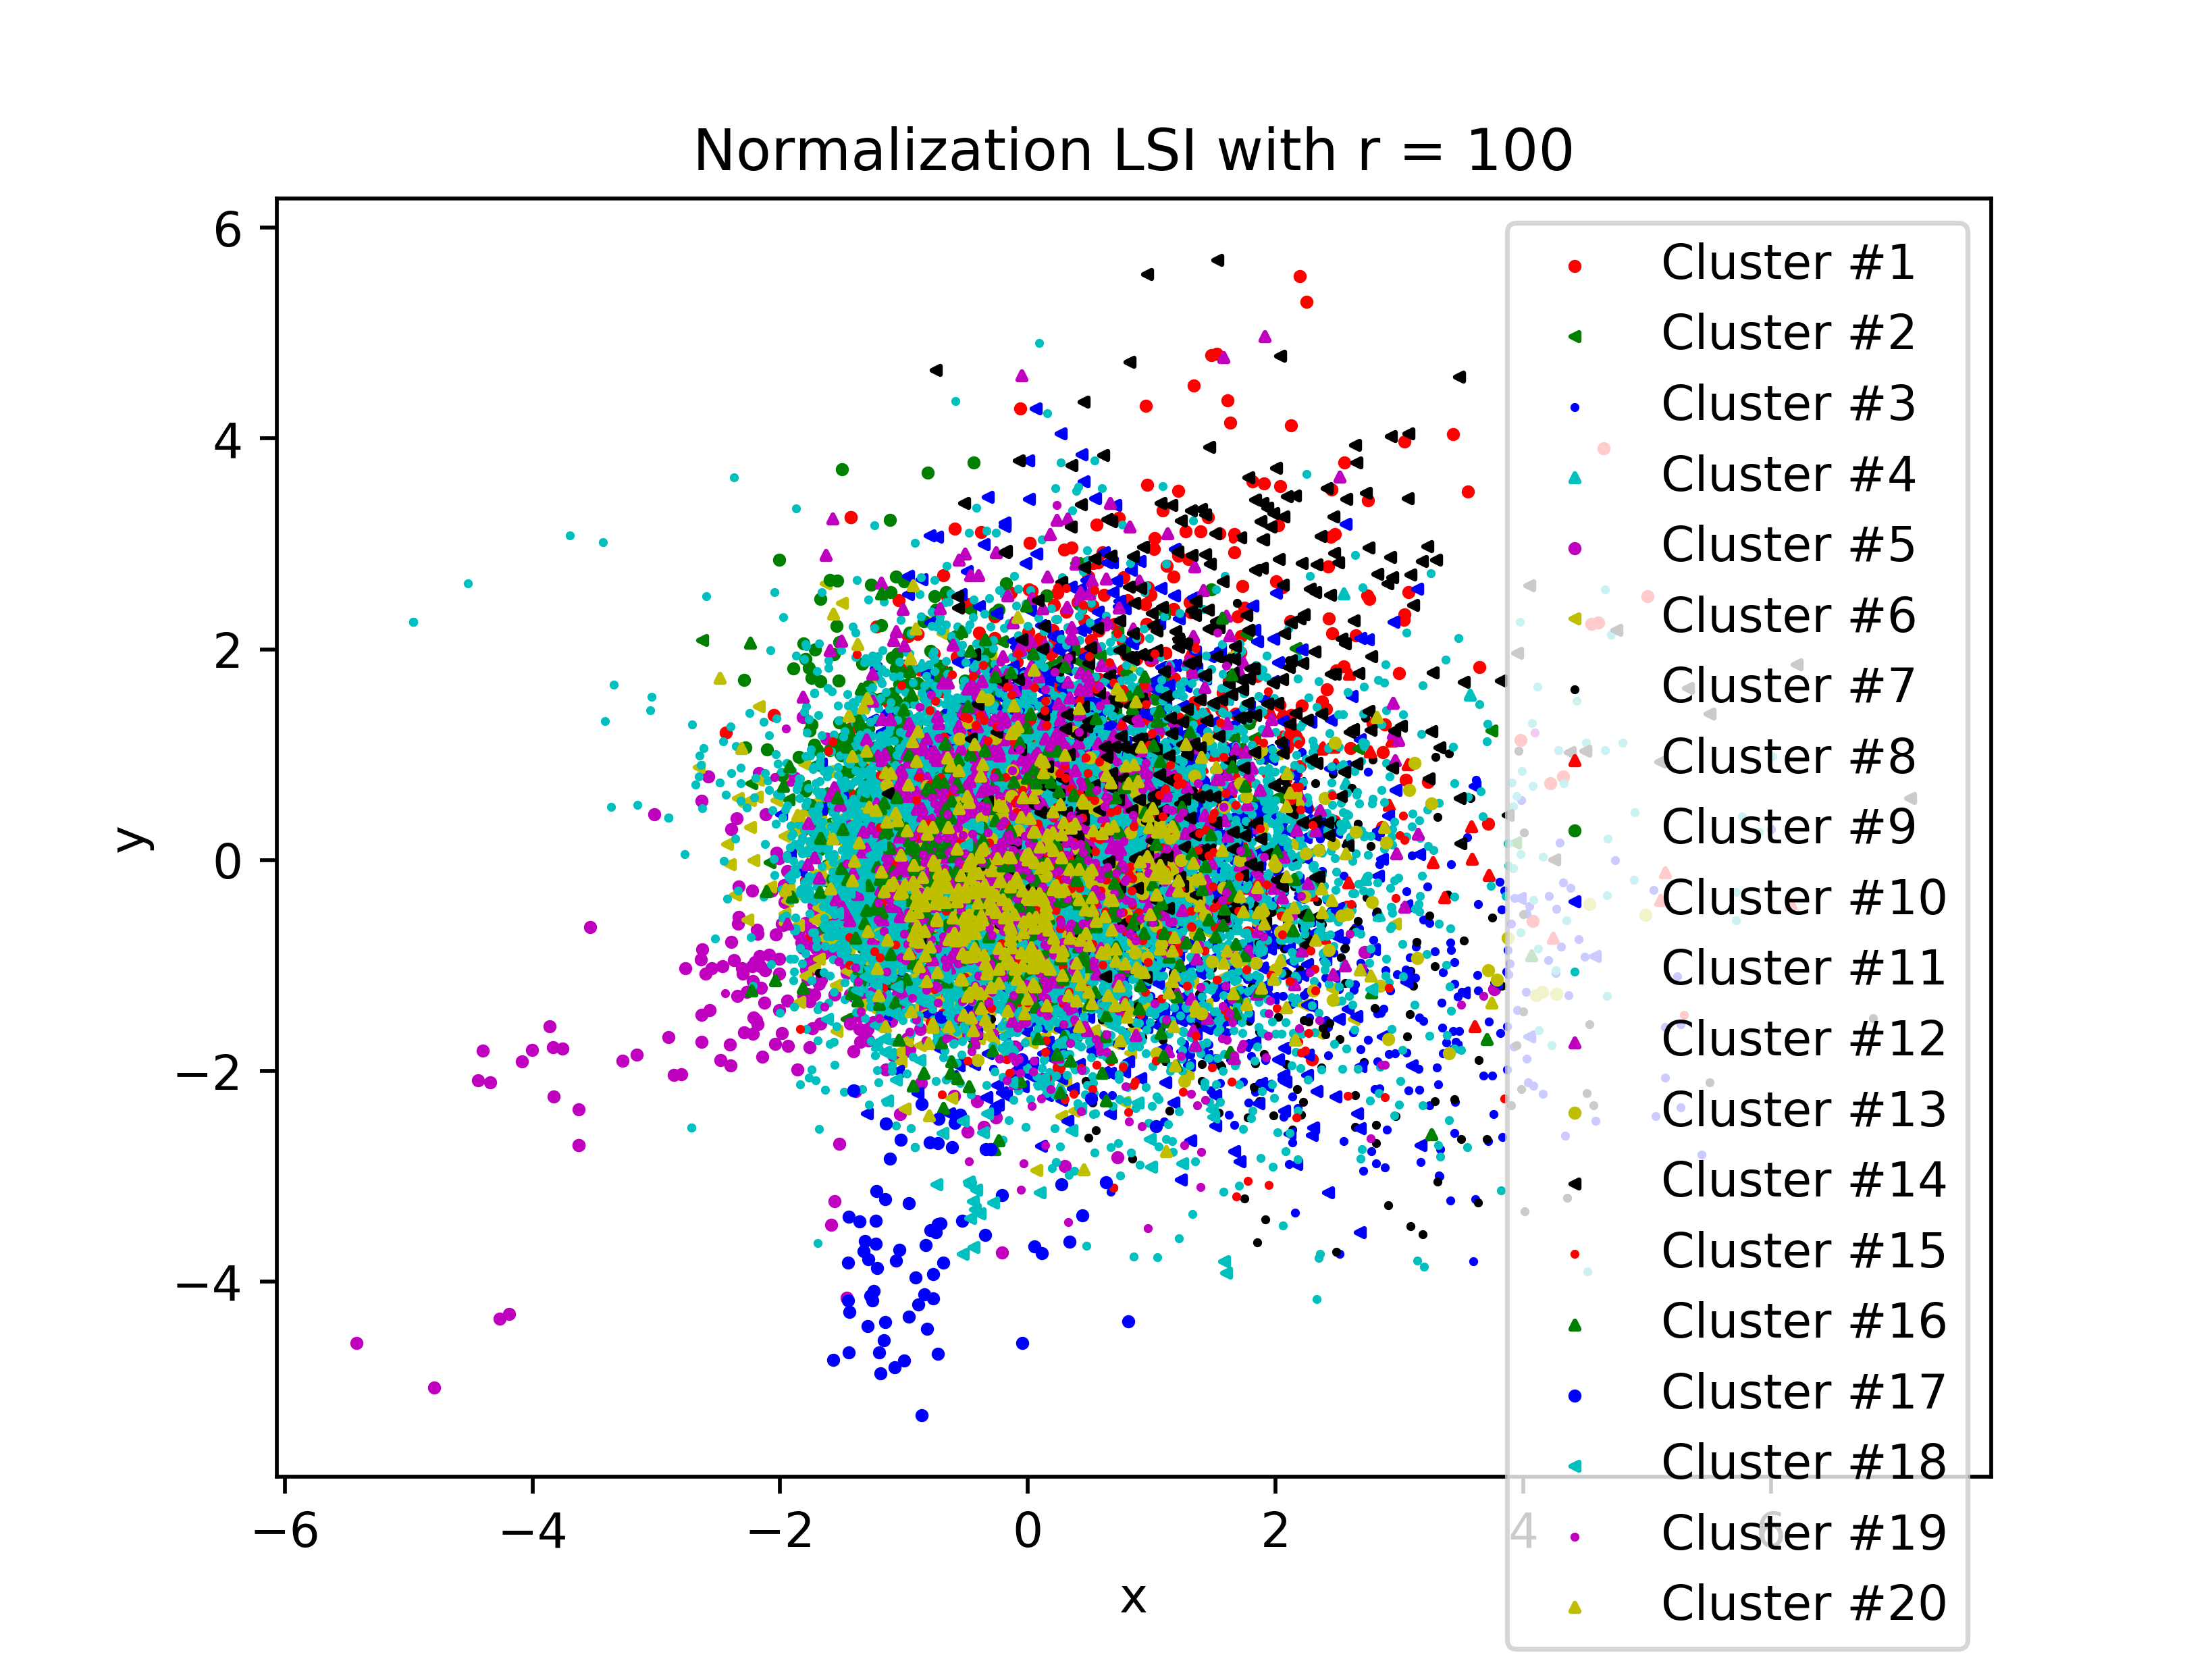 Normalization LSI with r = 100
6
4
2
0
−2
−4
y
−6
−4
−2
0
2
4
6
x
Cluster #1
Cluster #2
Cluster #3
Cluster #4
Cluster #5
Cluster #6
Cluster #7
Cluster #8
Cluster #9
Cluster #10
Cluster #11
Cluster #12
Cluster #13
Cluster #14
Cluster #15
Cluster #16
Cluster #17
Cluster #18
Cluster #19
Cluster #20